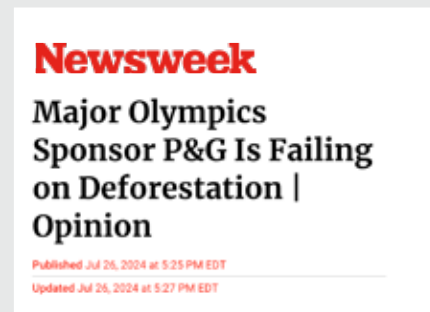 Newsweek
Major Olympics
Sponsor P&G Is Failing
on Deforestation |
Opinion
Published Jul 26, 2024 at 5:25 PM EDT
Updated Jul 26, 2024 at 5:27 PM EDT